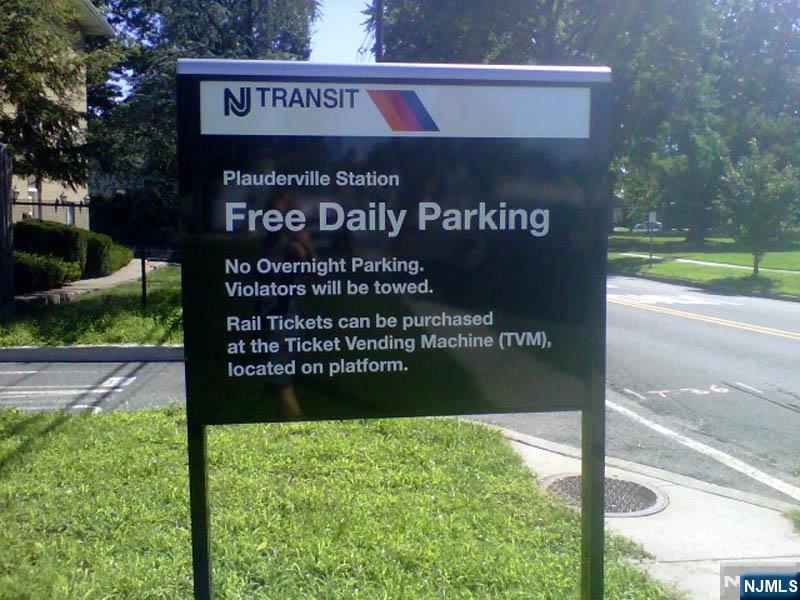 NJ TRANSIT
Plauderville Station
Free Daily Parking
No Overnight Parking.
Violators will be towed.
Rail Tickets can be purchased
at the Ticket Vending Machine (TVM),
located on platform.
NJMLS